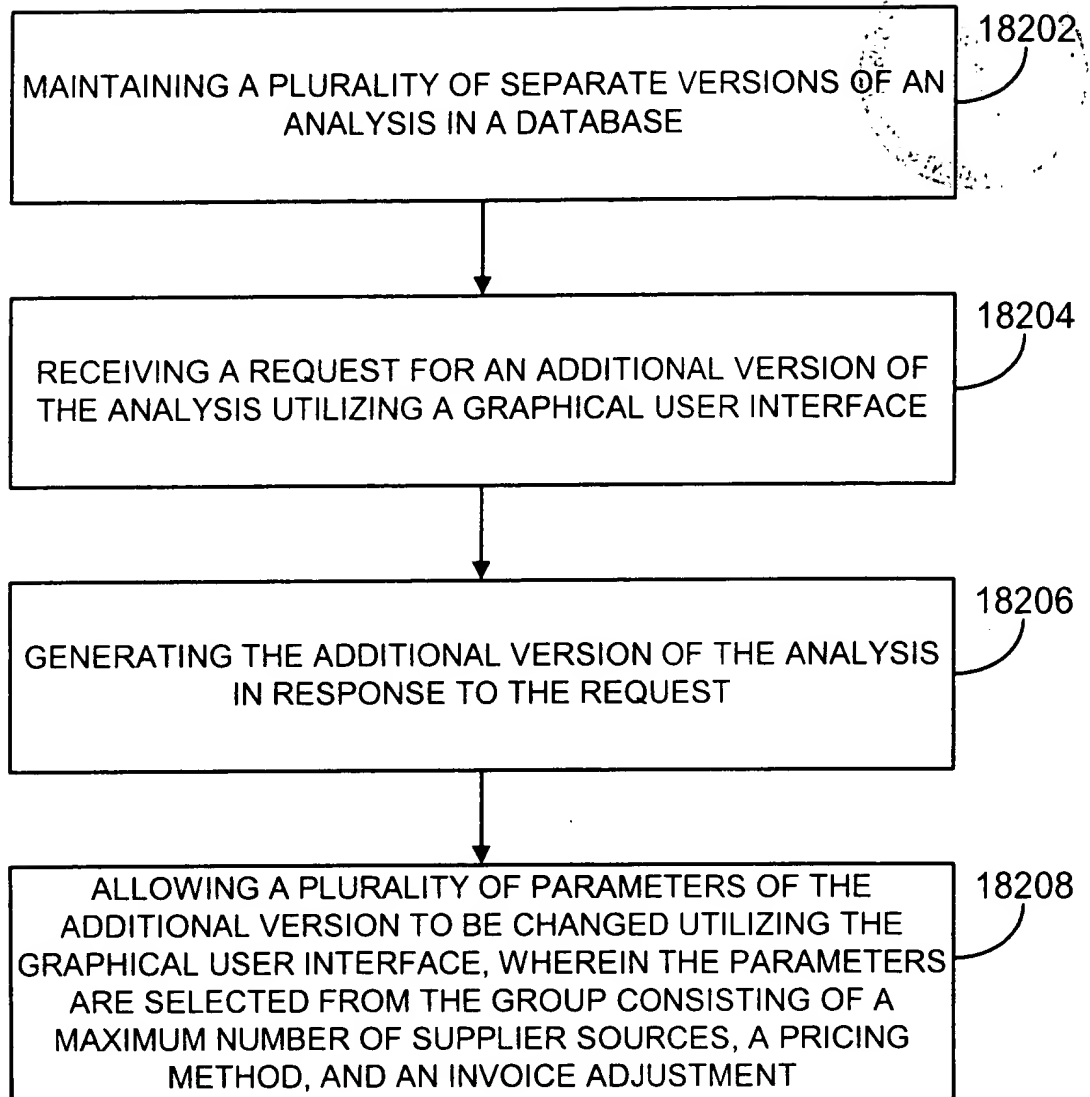 18202
MAINTAINING A PLURALITY OF SEPARATE VERSIONS OF AN
ANALYSIS IN A DATABASE
18204
RECEIVING A REQUEST FOR AN ADDITIONAL VERSION OF
THE ANALYSIS UTILIZING A GRAPHICAL USER INTERFACE
18206
GENERATING THE ADDITIONAL VERSION OF THE ANALYSIS
IN RESPONSE TO THE REQUEST
18208
ALLOWING A PLURALITY OF PARAMETERS OF THE
ADDITIONAL VERSION TO BE CHANGED UTILIZING THE
GRAPHICAL USER INTERFACE, WHEREIN THE PARAMETERS
ARE SELECTED FROM THE GROUP CONSISTING OF A
MAXIMUM NUMBER OF SUPPLIER SOURCES, A PRICING
METHOD, AND AN INVOICE ADJUSTMENT